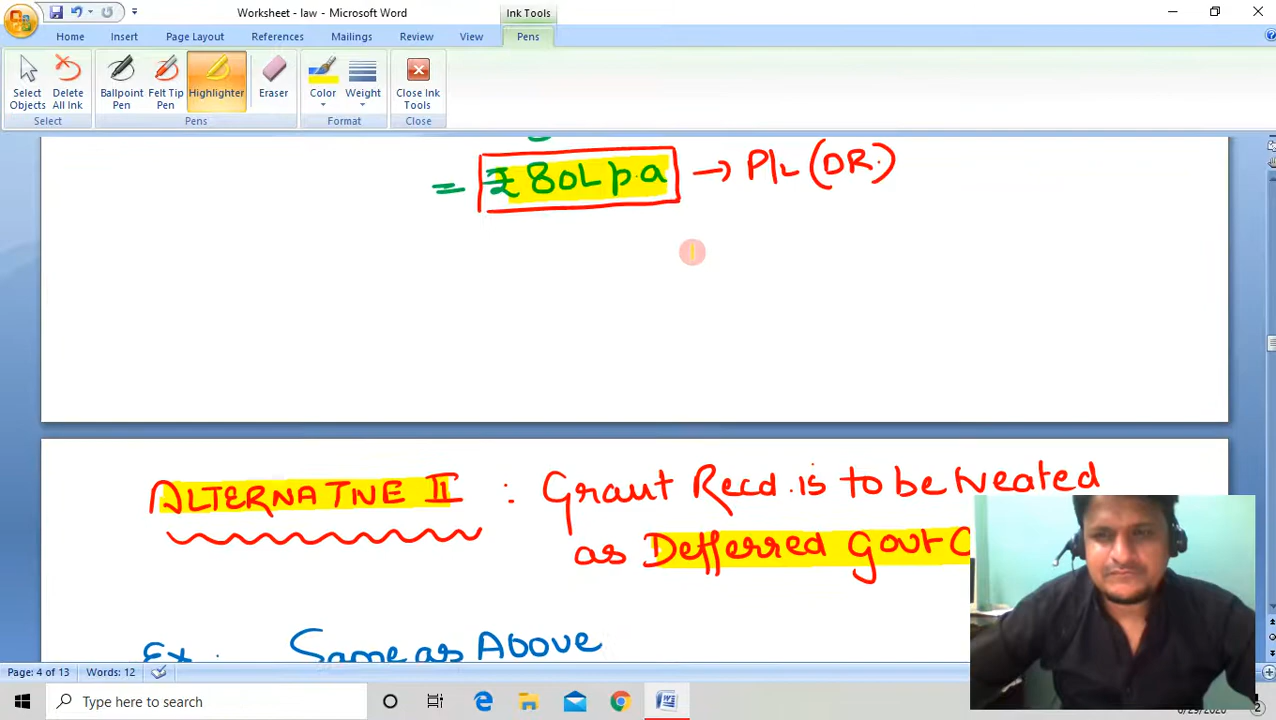 Worksheet - law - Microsoft Word
Ink Tools
Home
Insert
Page Layout
References
Mailings
Review
View
Pens
Select Objects
Delete All Ink
Ballpoint Pen
Felt Tip Pen
Highlighter
Eraser
Color
Weight
Close Ink Tools
Select
Pens
Format
Close
= ₹ 80L p.a → P/L (DR.)
ALTERNATIVE II : Grant Recd. is to be treated
as Defferred Govt
Ex : Same as Above
Page: 4 of 13
Words: 12
Type here to search
2